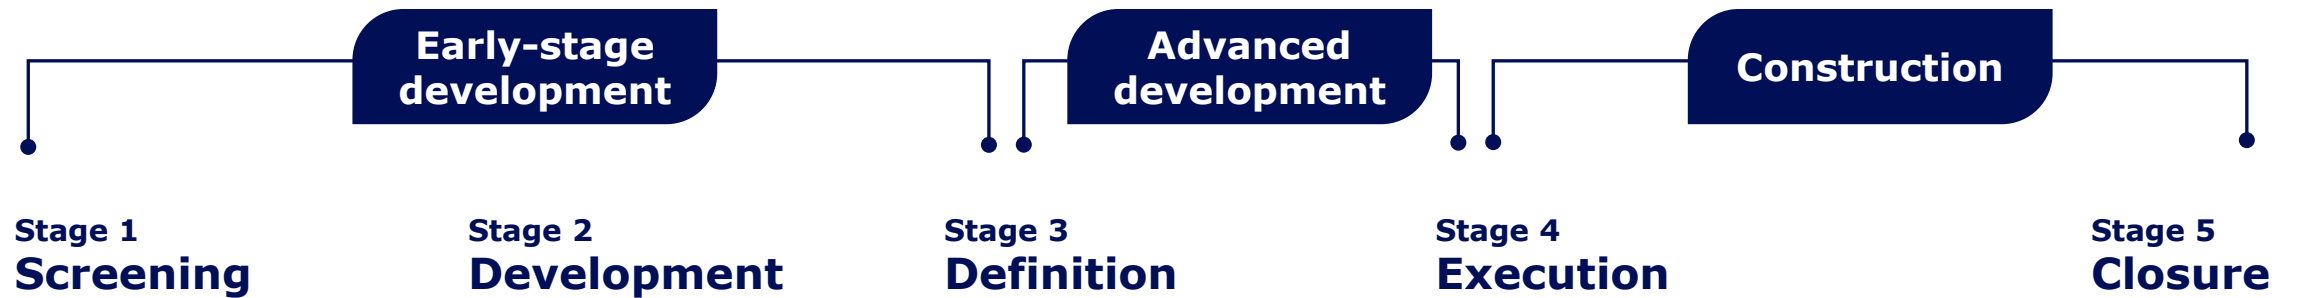 Early-stage
development
Advanced
development
Construction
Stage 1
Screening
Stage 2
Development
Stage 3
Definition
Stage 4
Execution
Stage 5
Closure